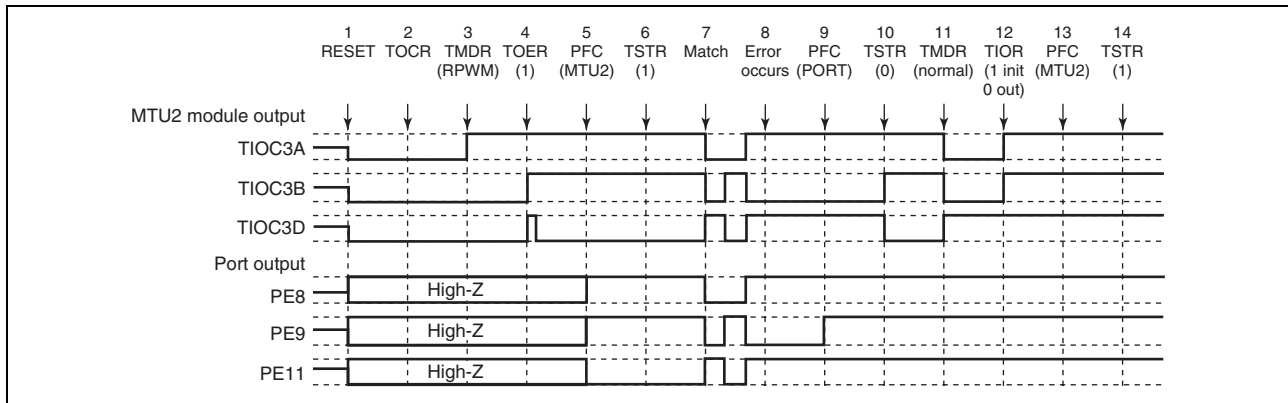 1 2 3 4 5 6 7 8 9 10 11 12 13 14
RESET TOCR TMDR TOER PFC TSTR Match Error PFC TSTR TMDR TIOR PFC TSTR
(RPWM) (1) (MTU2) (1) occurs (PORT) (0) (normal) (1 init (MTU2) (1)
0 out)
MTU2 module output
TIOC3A
TIOC3B
TIOC3D
Port output
PE8 High-Z
PE9 High-Z
PE11 High-Z